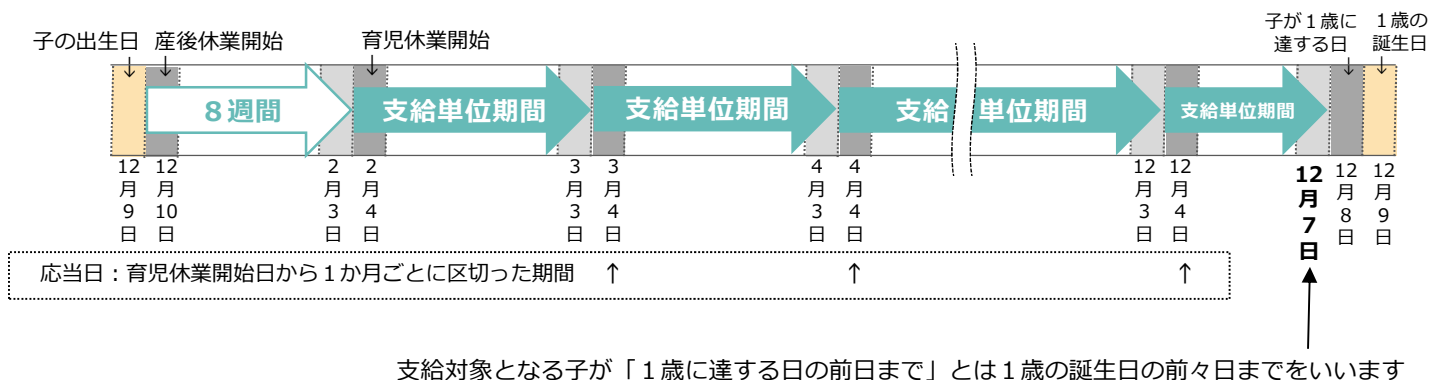 子の出生日 産後休業開始 育児休業開始 子が1歳に達する日 1歳の誕生日
↓ ↓ ↓ ↓ ↓
8週間 支給単位期間 支給単位期間 支給単位期間 支給単位期間
12月9日 12月10日 2月3日 2月4日 3月3日 3月4日 4月3日 4月4日 12月3日 12月4日 12月7日 12月8日 12月9日
応当日:育児休業開始日から1か月ごとに区切った期間 ↑ ↑ ↑
支給対象となる子が「1歳に達する日の前日まで」とは1歳の誕生日の前々日までをいいます